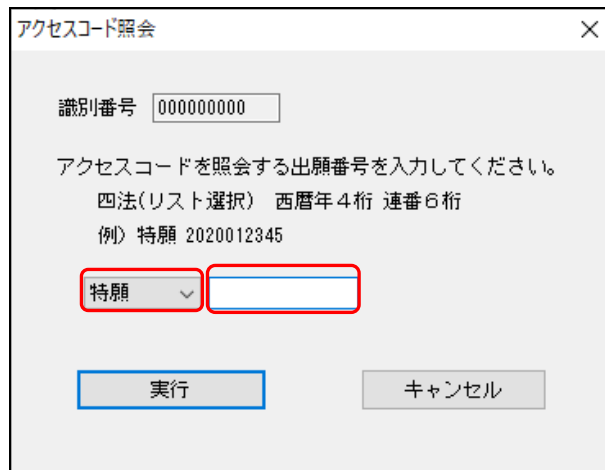 アクセスコード照会
識別番号 000000000
アクセスコードを照会する出願番号を入力してください。
四法(リスト選択) 西暦年4桁 連番6桁
例) 特願 2020012345
特願
実行 キャンセル